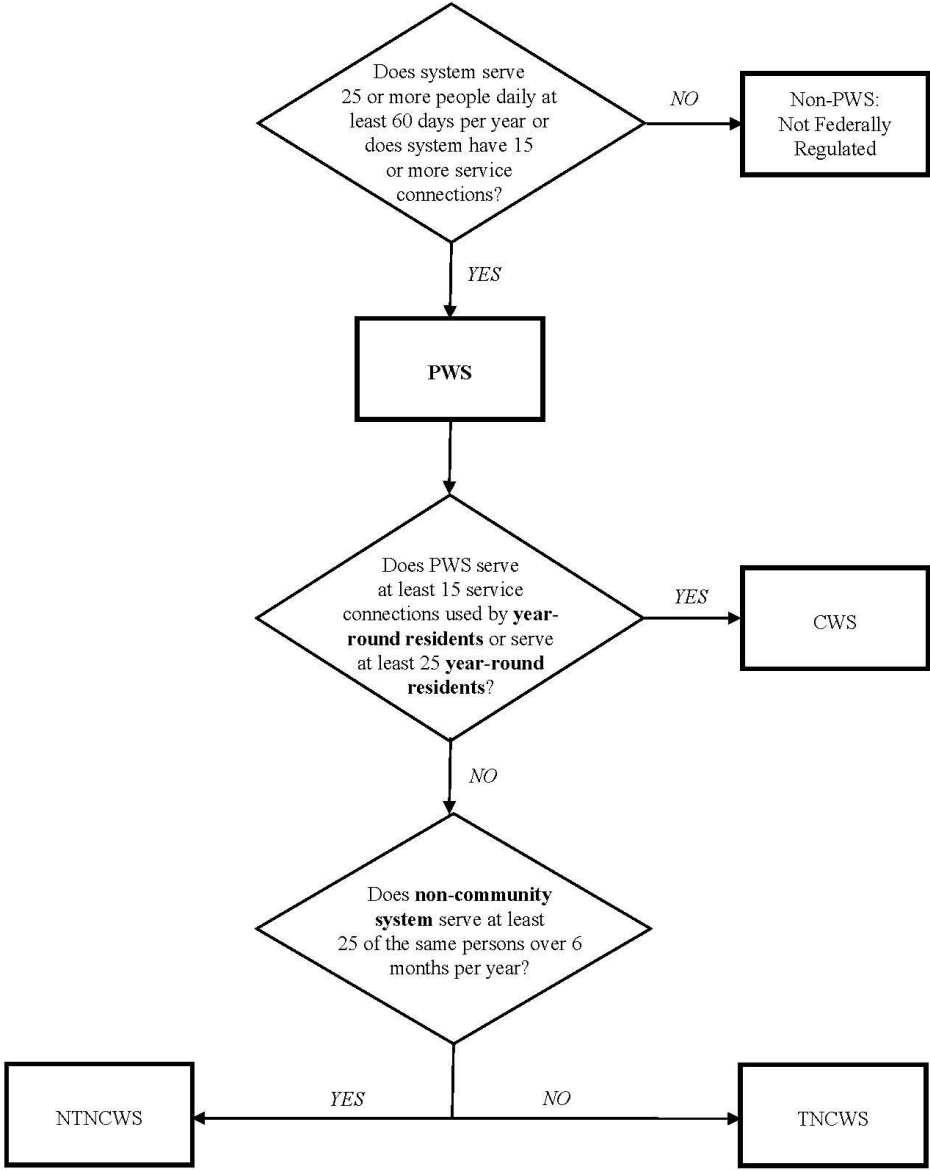 Does system serve
25 or more people daily at
least 60 days per year or
does system have 15
or more service
connections?
NO
Non-PWS:
Not Federally
Regulated
YES
PWS
Does PWS serve
at least 15 service
connections used by year-
round residents or serve
at least 25 year-round
residents?
YES
CWS
NO
Does non-community
system serve at least
25 of the same persons over 6
months per year?
NTNCWS
YES
NO
TNCWS